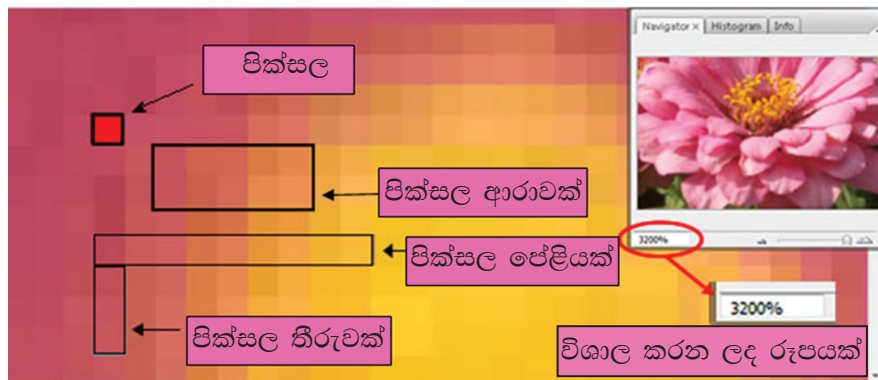 Navigator × Histogram Info
පික්සල
පික්සල ආරාවක්
3200%
පික්සල පේළියක්
3200%
පික්සල තීරුවක්
විශාල කරන ලද රූපයක්